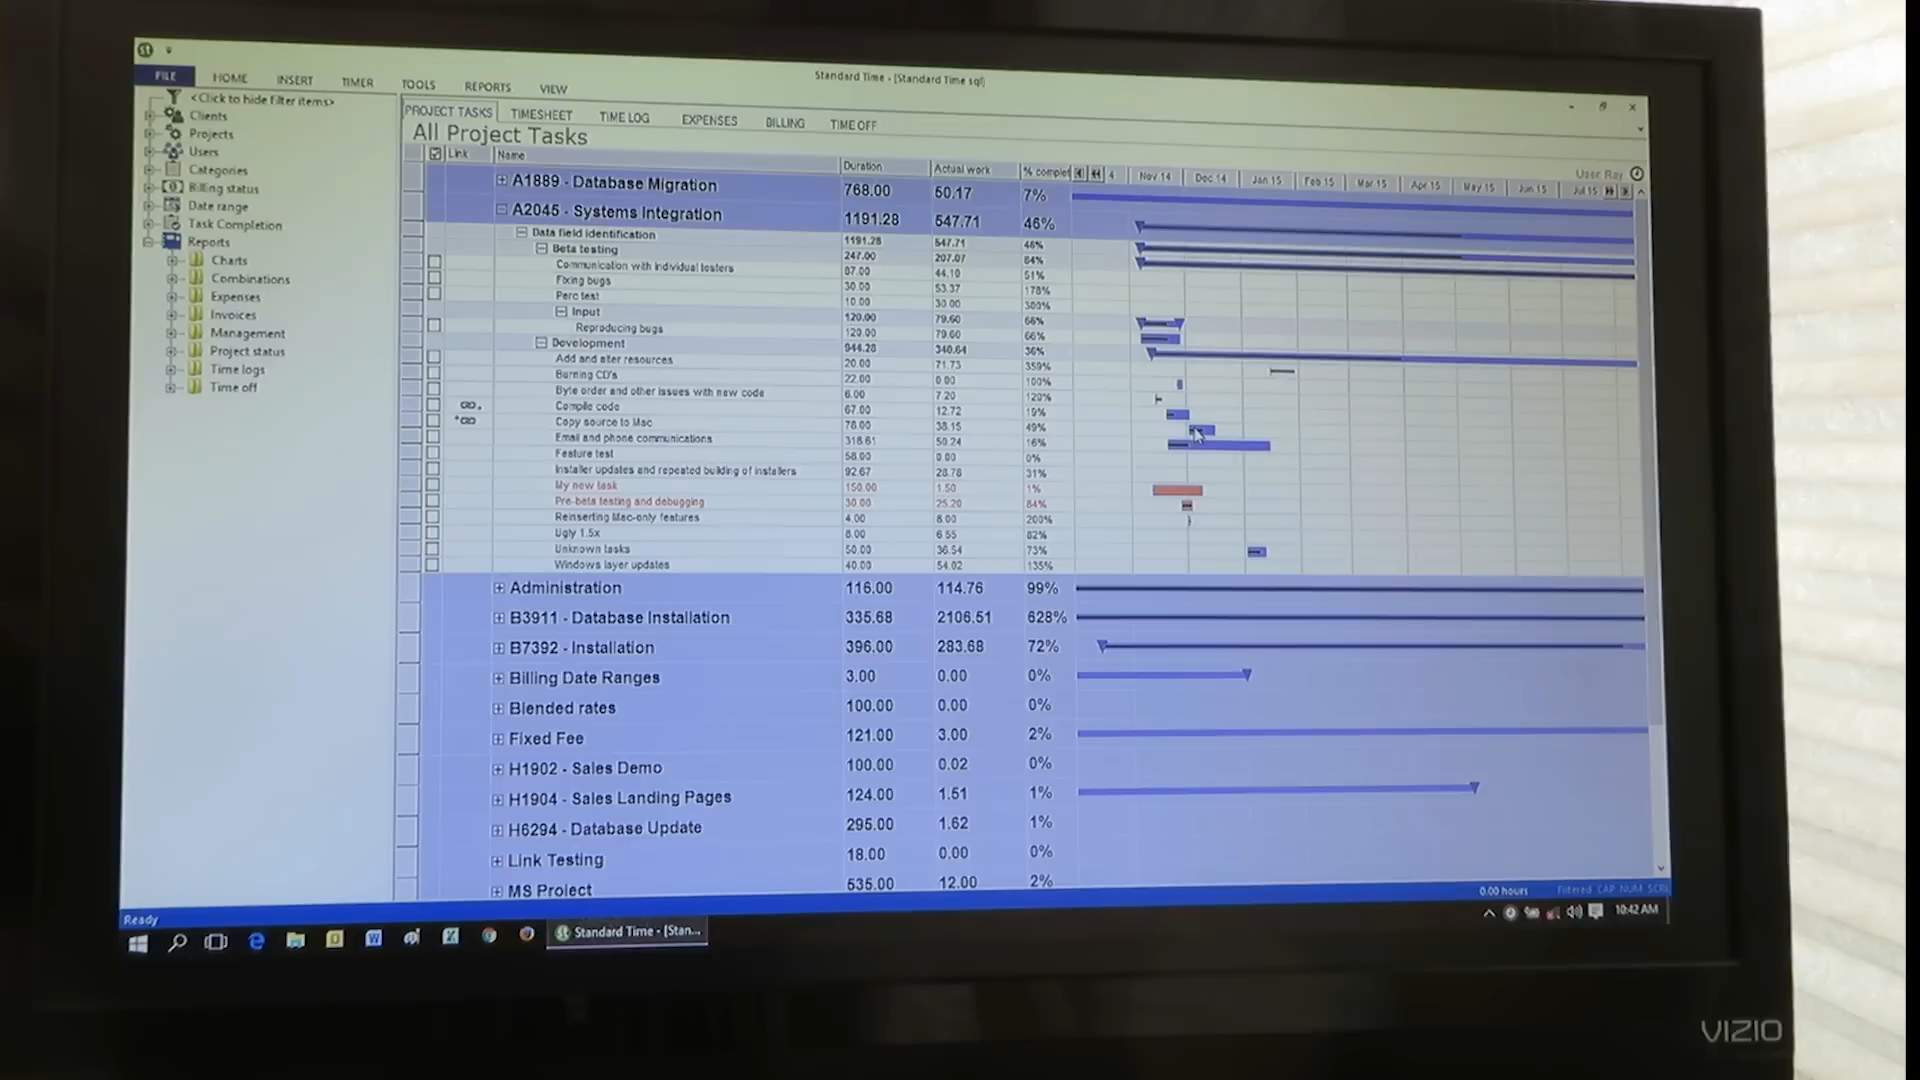 Standard Time - [Standard Time sql]
FILE HOME INSERT TIMER TOOLS REPORTS VIEW
<Click to hide filter items>
Clients
Projects
Users
Categories
Billing status
Date range
Task Completion
Reports
Charts
Combinations
Expenses
Invoices
Management
Project status
Time logs
Time off
PROJECT TASKS TIMESHEET TIME LOG EXPENSES BILLING TIME OFF
All Project Tasks
User Ray
Link Name Duration Actual work % complet 4 Nov 14 Dec 14 Jan 15 Feb 15 Mar 15 Apr 15 May 15 Jun 15 Jul 15
A1889 - Database Migration 768.00 50.17 7%
A2045 - Systems Integration 1191.28 547.71 46%
Data field identification 1191.28 547.71 46%
Beta testing 247.00 207.07 84%
Communication with individual testers 87.00 44.10 51%
Fixing bugs 30.00 53.37 178%
Perc test 10.00 30.00 300%
Input 120.00 79.60 66%
Reproducing bugs 120.00 79.60 66%
Development 944.28 340.64 36%
Add and alter resources 20.00 71.73 359%
Burning CD's 22.00 0.00 100%
Byte order and other issues with new code 6.00 7.20 120%
Compile code 67.00 12.72 19%
Copy source to Mac 78.00 38.15 49%
Email and phone communications 318.61 50.24 16%
Feature test 58.00 0.00 0%
Installer updates and repeated building of installers 92.67 28.78 31%
My new task 150.00 1.50 1%
Pre-beta testing and debugging 30.00 25.20 84%
Reinserting Mac-only features 4.00 8.00 200%
Ugly 1.5x 8.00 6.55 82%
Unknown tasks 50.00 36.54 73%
Windows layer updates 40.00 54.02 135%
Administration 116.00 114.76 99%
B3911 - Database Installation 335.68 2106.51 628%
B7392 - Installation 396.00 283.68 72%
Billing Date Ranges 3.00 0.00 0%
Blended rates 100.00 0.00 0%
Fixed Fee 121.00 3.00 2%
H1902 - Sales Demo 100.00 0.02 0%
H1904 - Sales Landing Pages 124.00 1.51 1%
H6294 - Database Update 295.00 1.62 1%
Link Testing 18.00 0.00 0%
MS Project 535.00 12.00 2%
Ready 0.00 hours Filtered CAP NUM SCRL
Standard Time - [Stan... 10:42 AM
VIZIO